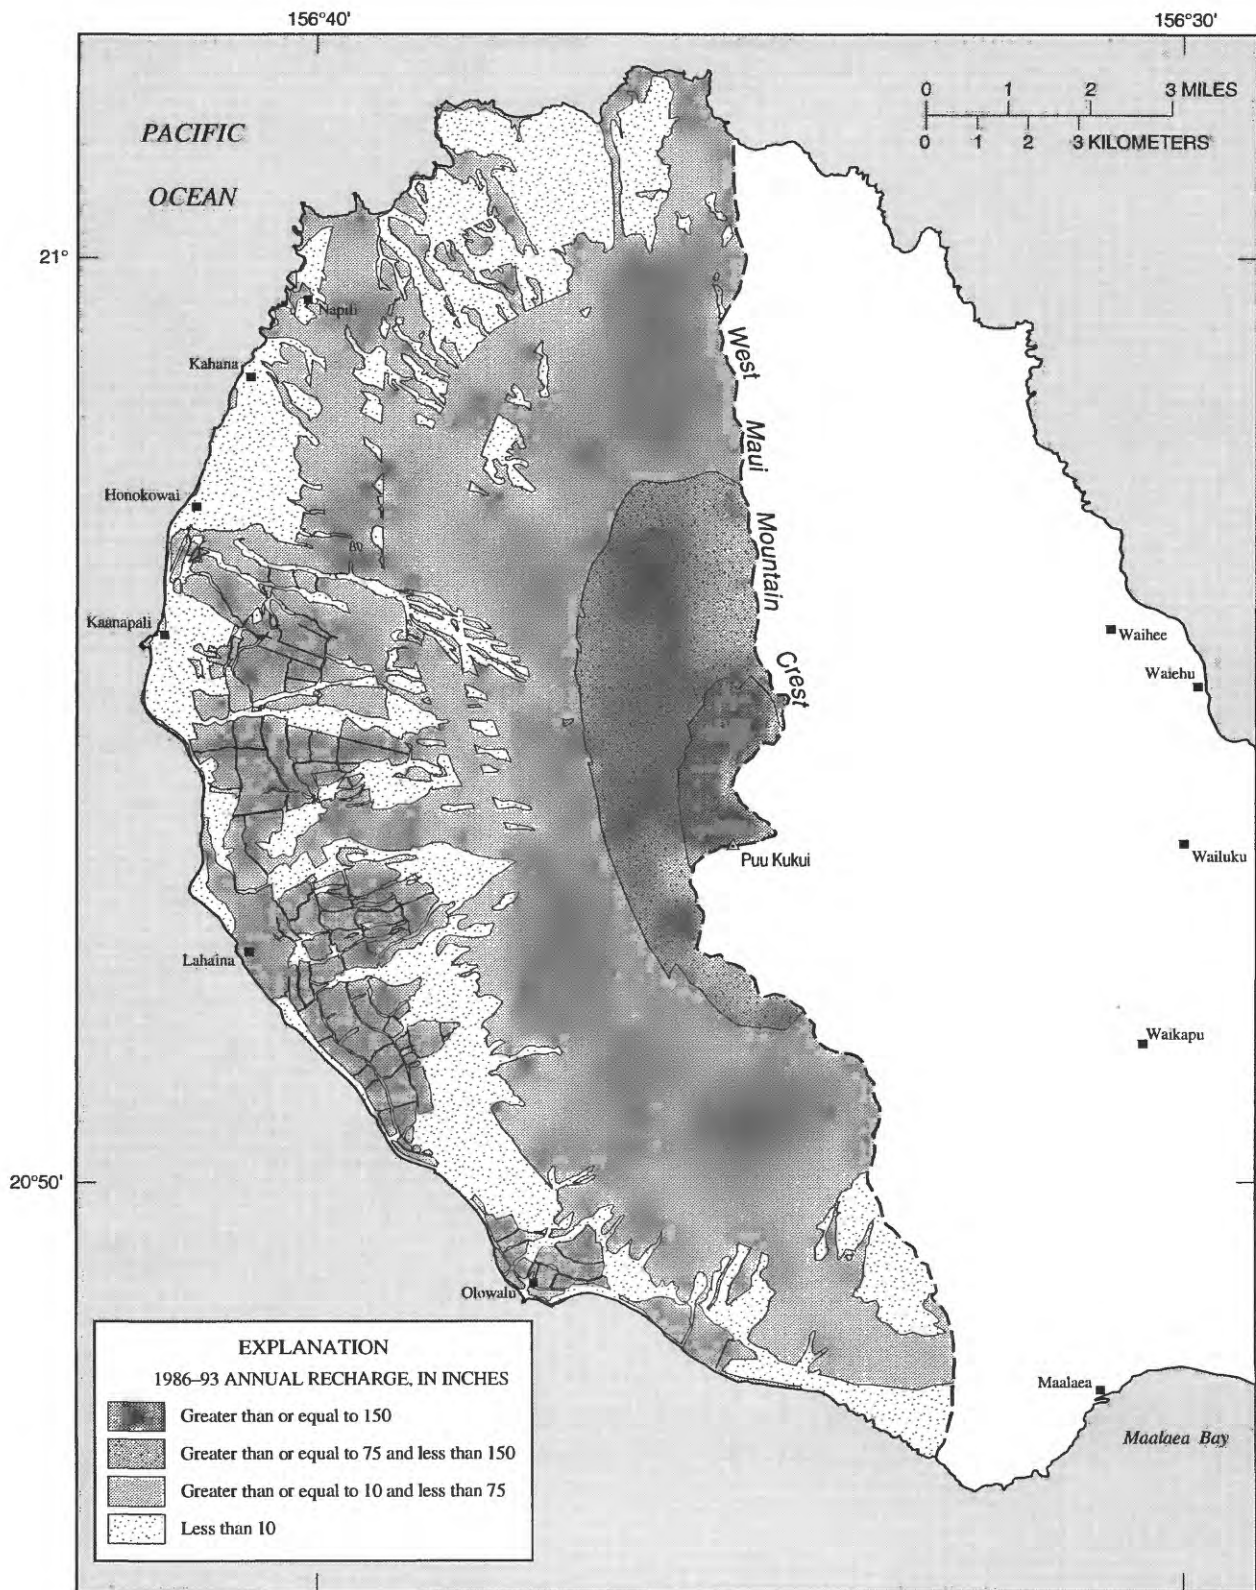 156°40'
156°30'
0 1 2 3 MILES
0 1 2 3 KILOMETERS
PACIFIC
OCEAN
21°
Napili
Kahana
West Maui Mountain Crest
Honokowai
Kaanapali
Waihee
Waiehu
Puu Kukui
Wailuku
Lahaina
Waikapu
20°50'
Olowalu
Maalaea
Maalaea Bay
EXPLANATION
1986–93 ANNUAL RECHARGE, IN INCHES
Greater than or equal to 150
Greater than or equal to 75 and less than 150
Greater than or equal to 10 and less than 75
Less than 10